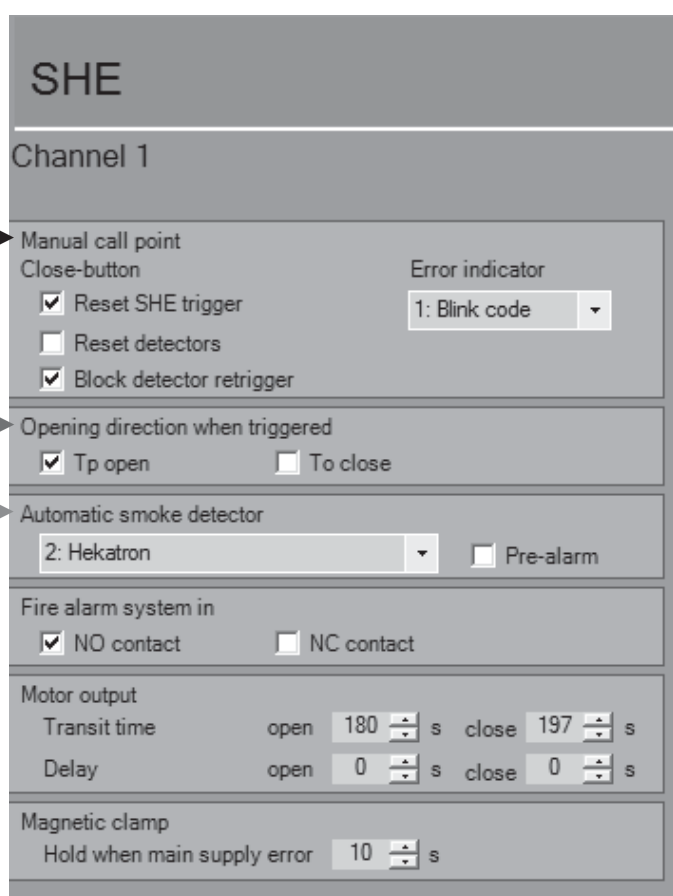 SHE
Channel 1
Manual call point
Close-button
Error indicator
Reset SHE trigger
1: Blink code
Reset detectors
Block detector retrigger
Opening direction when triggered
Tp open To close
Automatic smoke detector
2: Hekatron Pre-alarm
Fire alarm system in
NO contact NC contact
Motor output
Transit time open 180 s close 197 s
Delay open 0 s close 0 s
Magnetic clamp
Hold when main supply error 10 s